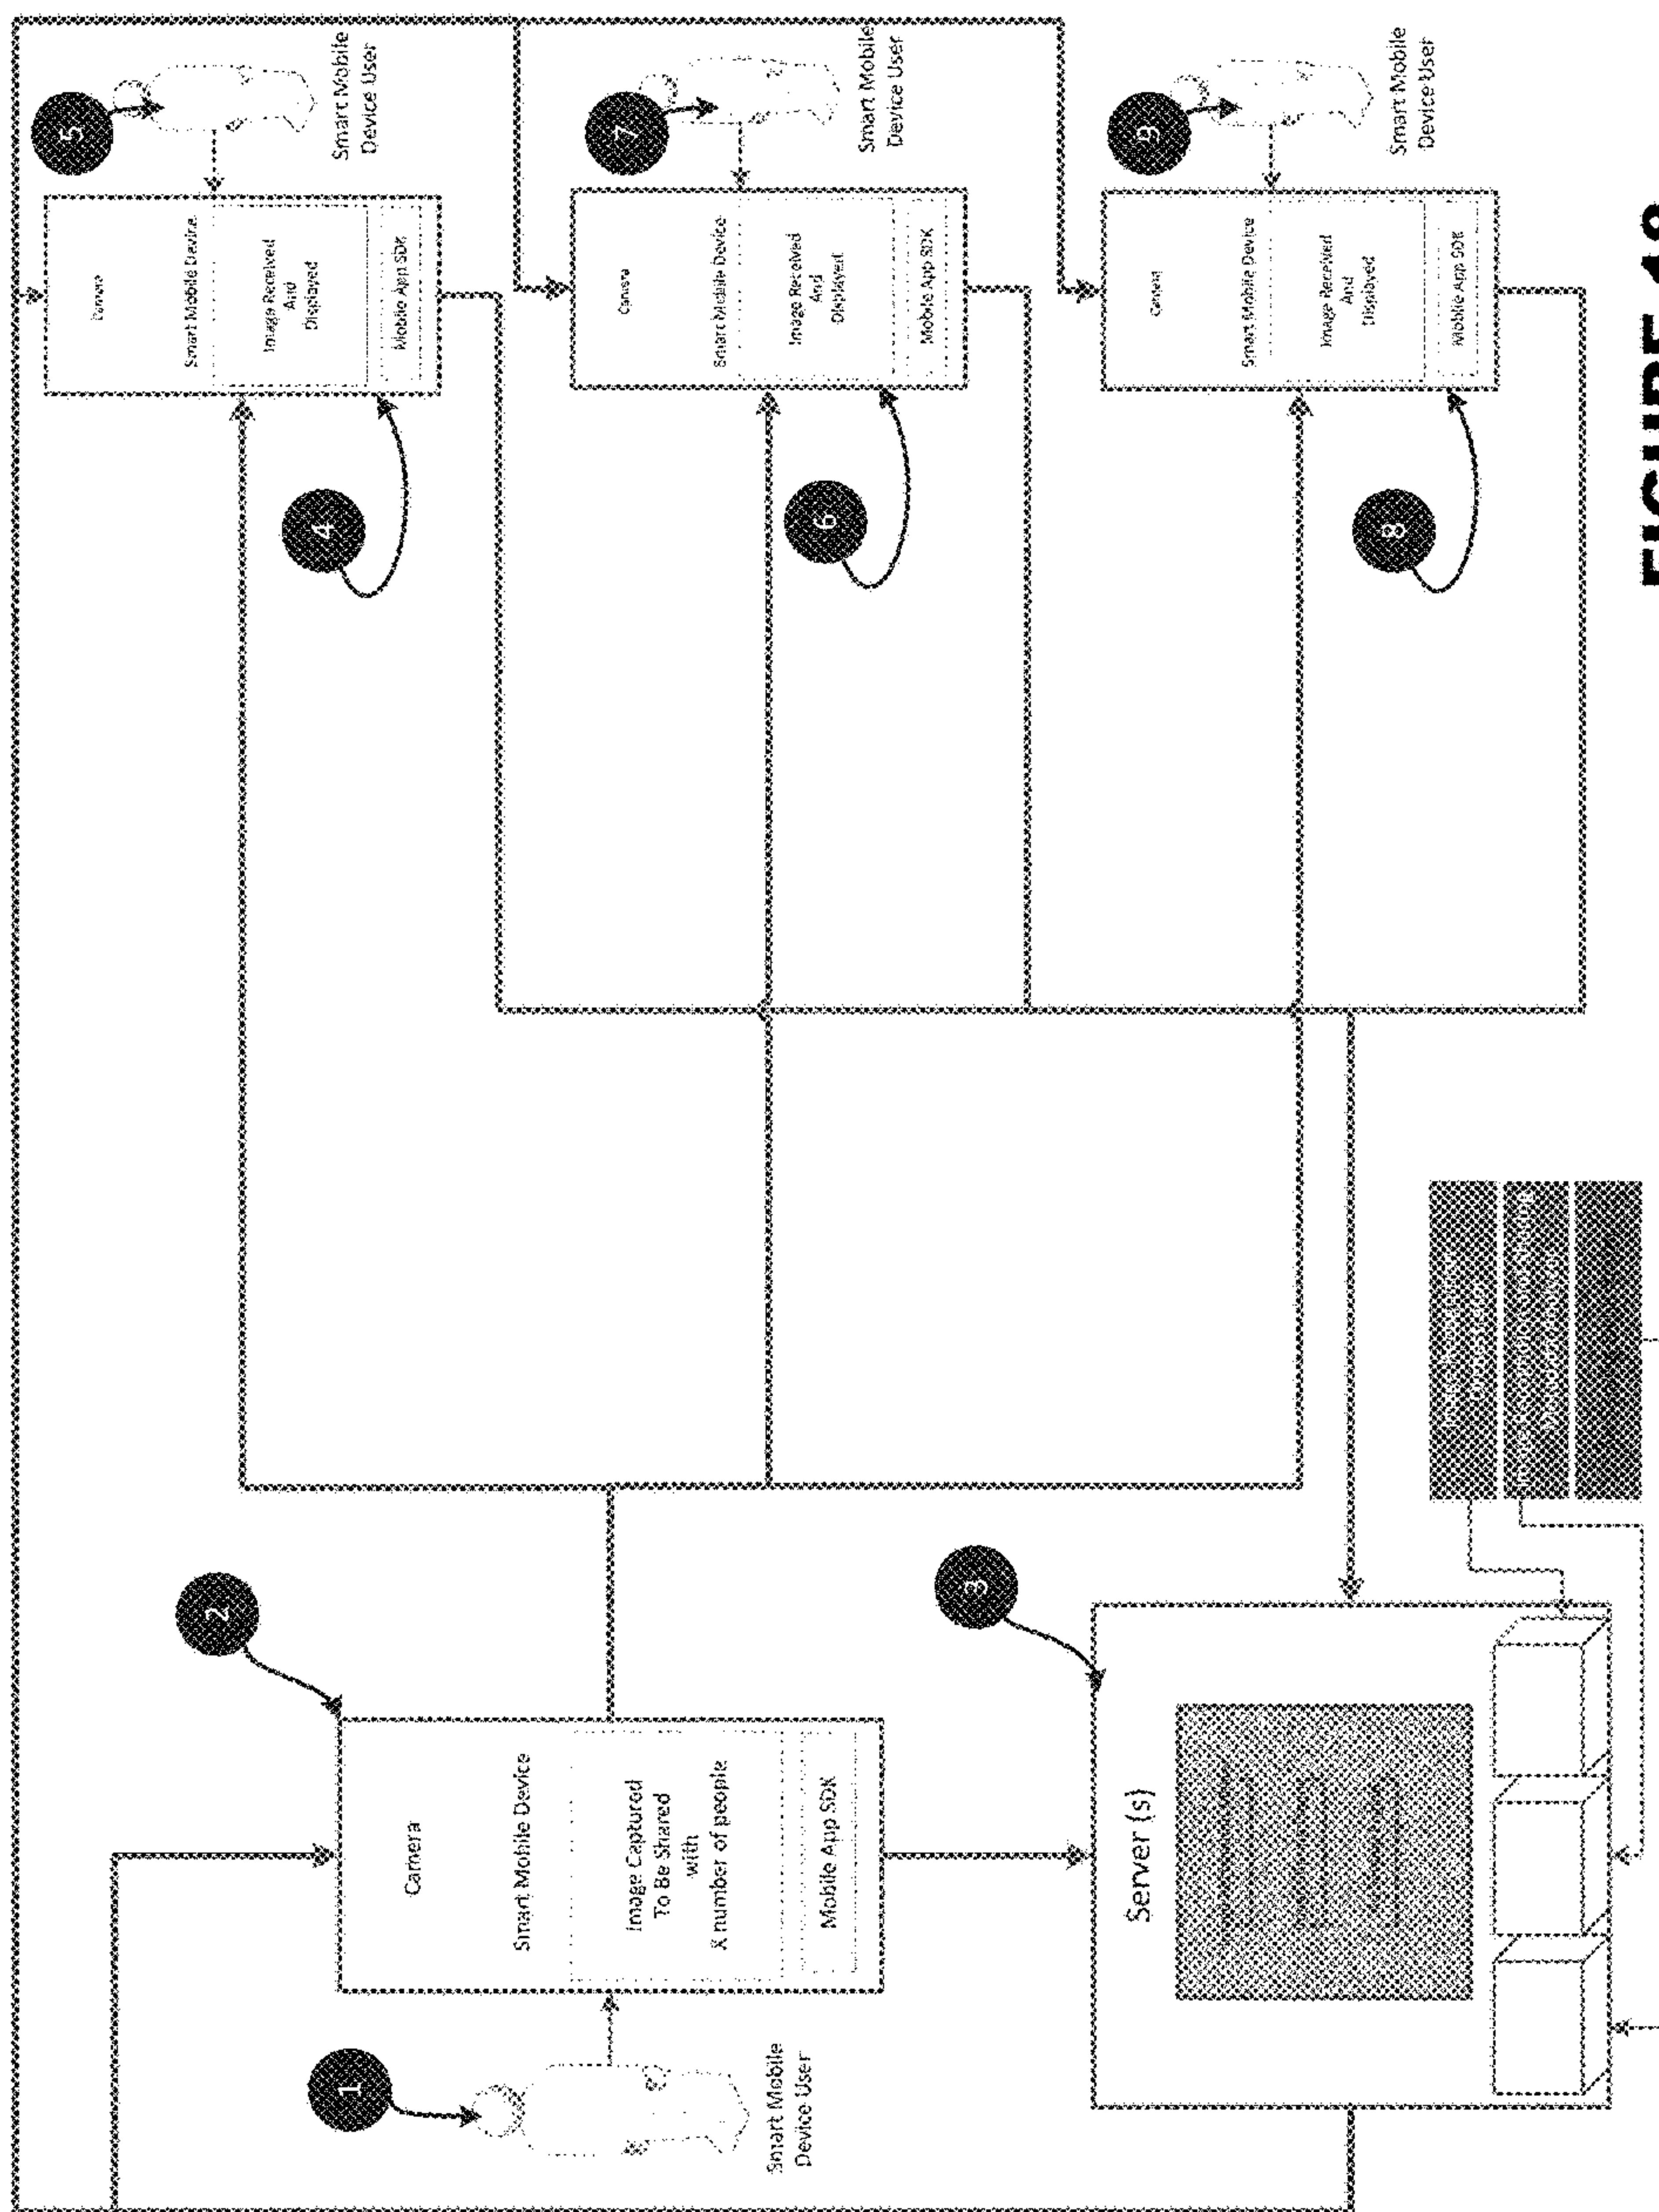 1
Smart Mobile
Device User
2
Camera
Smart Mobile Device
Image Captured
To Be Shared
with
X number of people
Mobile App SDK
3
Server (s)
4
5
Camera
Smart Mobile Device
Image Received
And
Displayed
Mobile App SDK
Smart Mobile
Device User
6
7
Camera
Smart Mobile Device
Image Received
And
Displayed
Mobile App SDK
Smart Mobile
Device User
8
9
Camera
Smart Mobile Device
Image Received
And
Displayed
Mobile App SDK
Smart Mobile
Device User
FIGURE